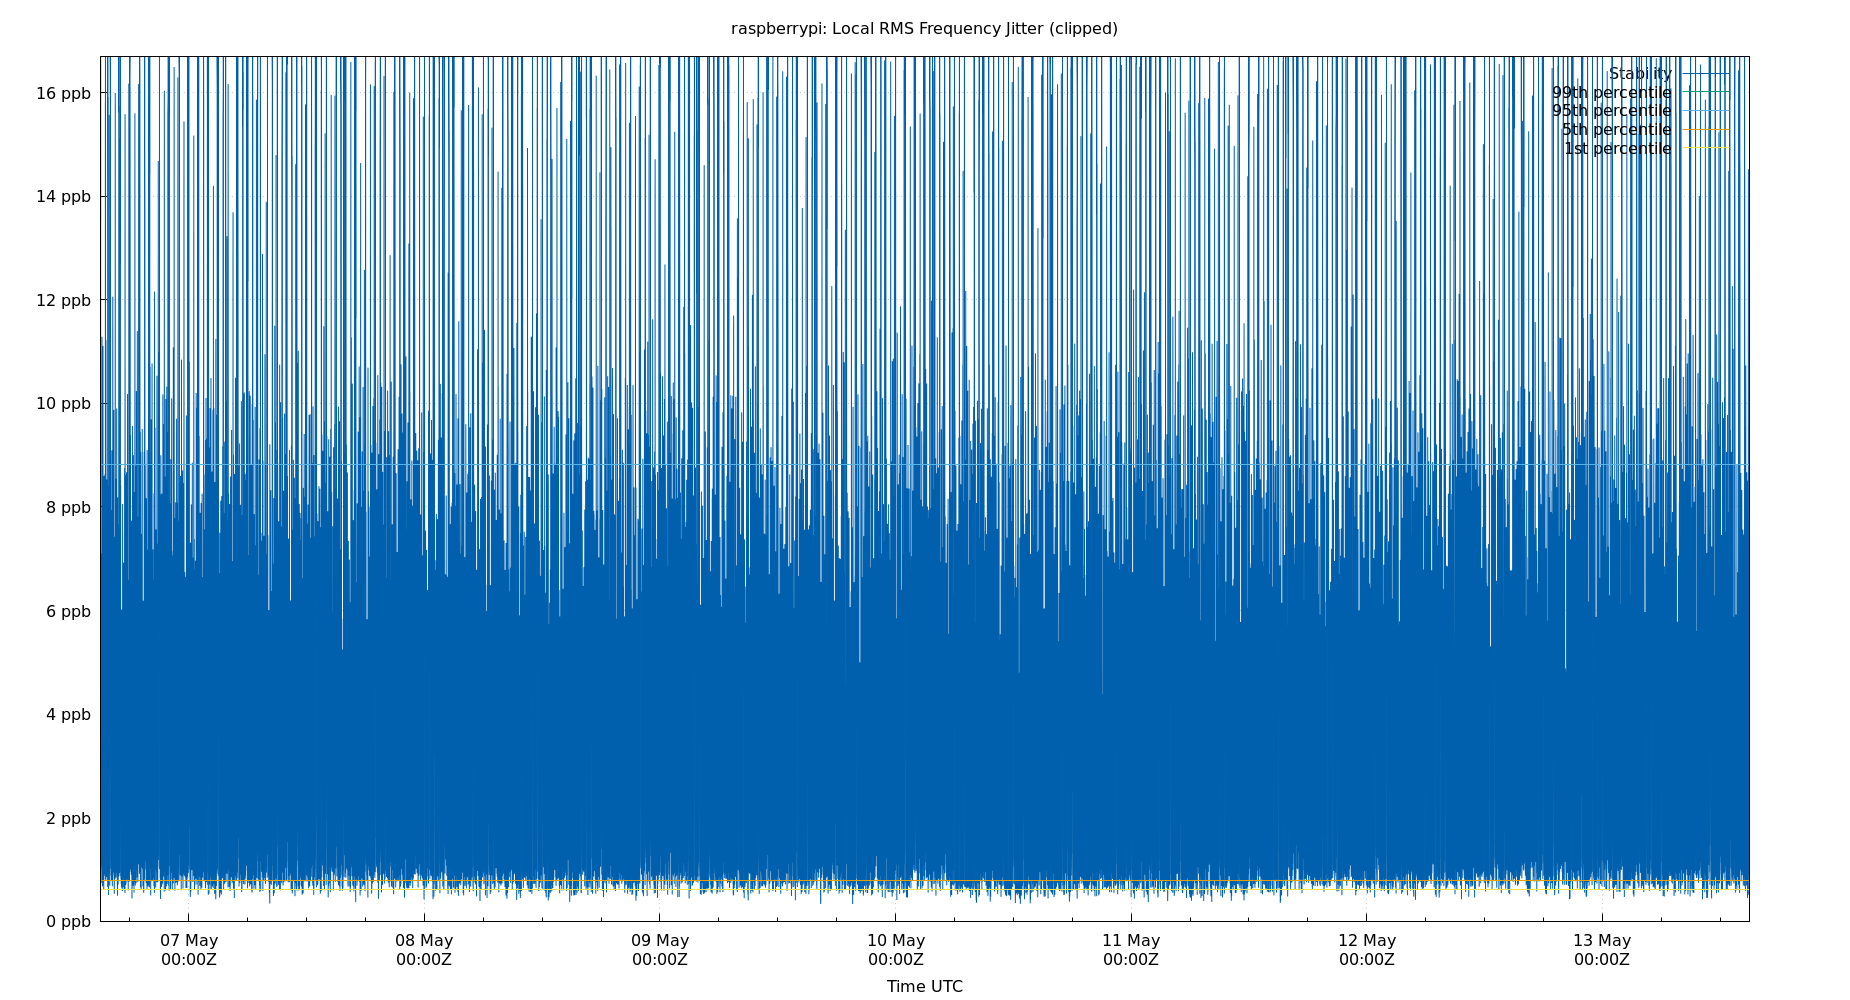 raspberrypi: Local RMS Frequency Jitter (clipped)
Stability
99th percentile
95th percentile
5th percentile
1st percentile
16 ppb
14 ppb
12 ppb
10 ppb
8 ppb
6 ppb
4 ppb
2 ppb
0 ppb
07 May 08 May 09 May 10 May 11 May 12 May 13 May
00:00Z 00:00Z 00:00Z 00:00Z 00:00Z 00:00Z 00:00Z
Time UTC